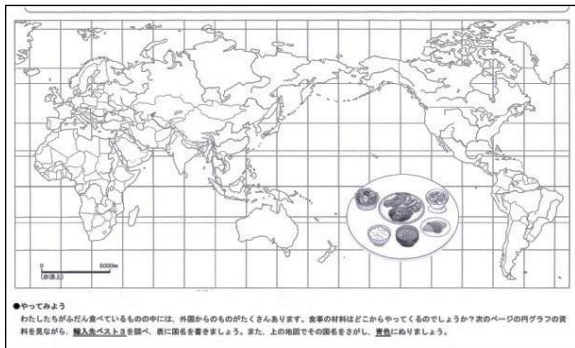 0 5000km
(赤道上)
●やってみよう
わたしたちがふだん食べているものの中には、外国からのものがたくさんあります。食事の材料はどこからやってくるのでしょうか?次のページの円グラフの資
料を見ながら、輸入先ベスト3を調べ、表に国名を書きましょう。また、上の地図でその国名をさがし、青色にぬりましょう。